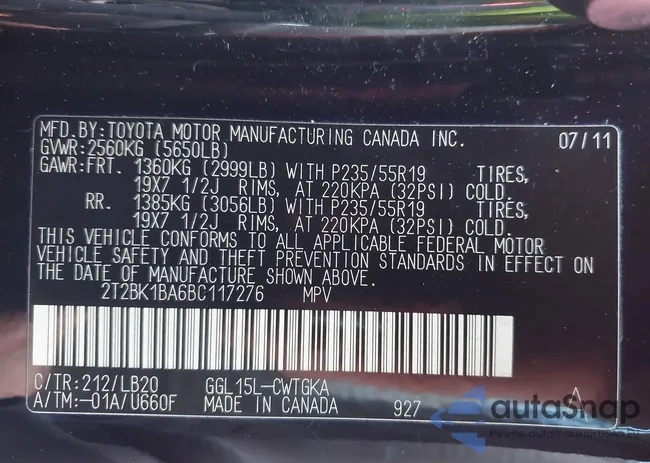 MFD.BY:TOYOTA MOTOR MANUFACTURING CANADA INC. 07/11
GVWR:2560KG (5650LB)
GAWR:FRT. 1360KG (2999LB) WITH P235/55R19 TIRES,
19X7 1/2J RIMS, AT 220KPA (32PSI) COLD.
RR. 1385KG (3056LB) WITH P235/55R19 TIRES,
19X7 1/2J RIMS, AT 220KPA (32PSI) COLD.
THIS VEHICLE CONFORMS TO ALL APPLICABLE FEDERAL MOTOR
VEHICLE SAFETY AND THEFT PREVENTION STANDARDS IN EFFECT ON
THE DATE OF MANUFACTURE SHOWN ABOVE.
2T2BK1BA6BC117276 MPV
C/TR:212/LB20 GGL15L-CWTGKA
A/TM:-01A/U660F MADE IN CANADA 927 A
autoSnap
Pewne auto